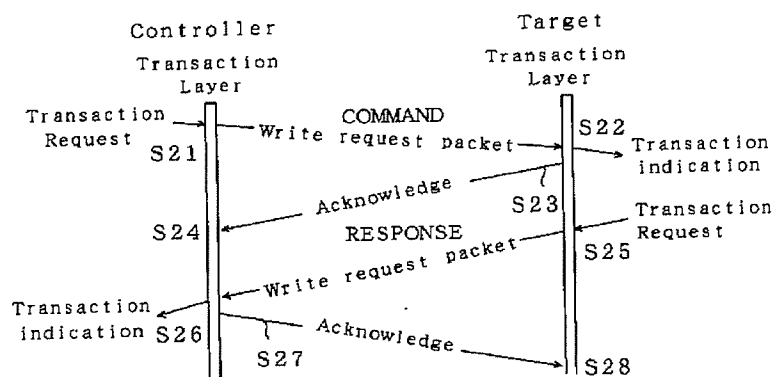 Controller
Target
Transaction
Layer
Transaction
Layer
Transaction
Request
COMMAND
Write request packet
S21
S22
Transaction
indication
Acknowledge
S23
S24
RESPONSE
Transaction
Request
Write request packet
S25
Transaction
indication
S26
S27
Acknowledge
S28